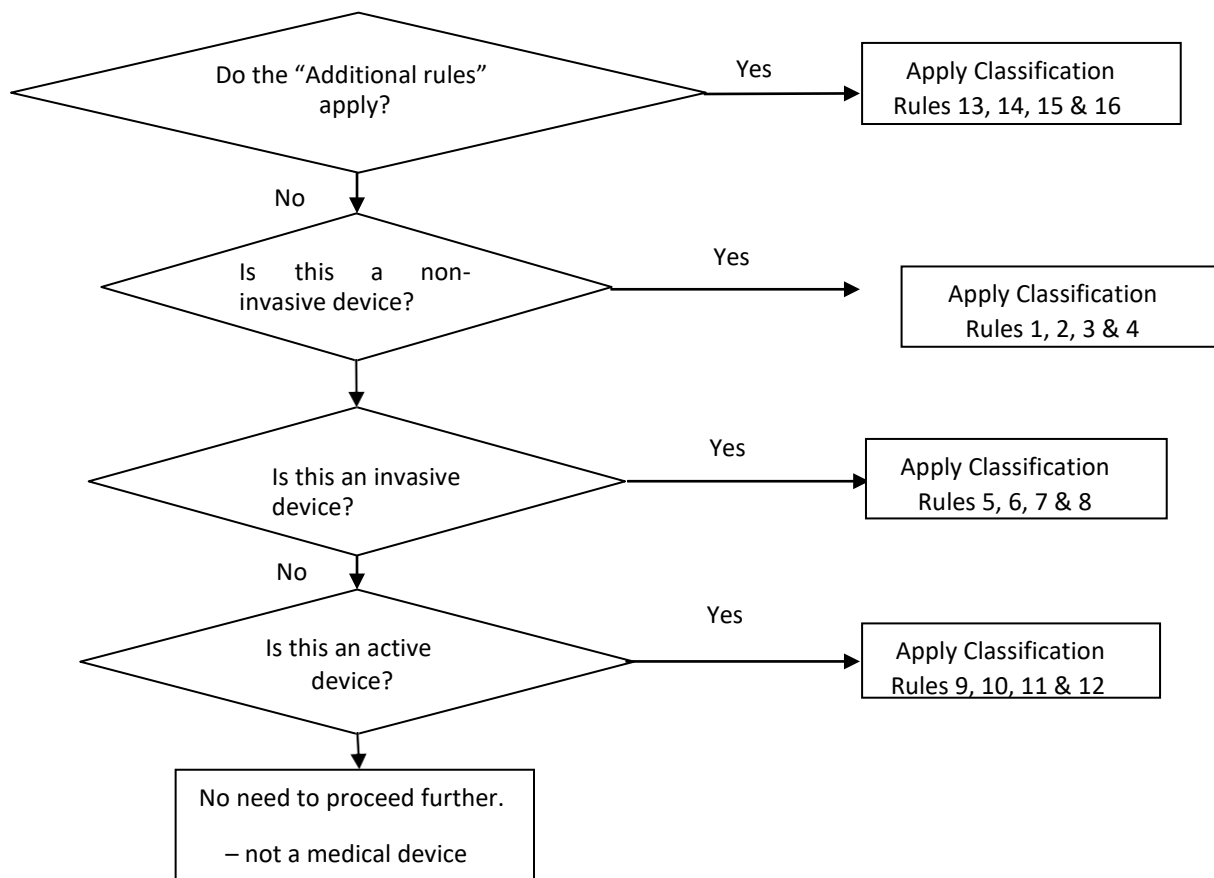 Do the “Additional rules”
apply?
Yes
Apply Classification
Rules 13, 14, 15 & 16
No
Is this a non-
invasive device?
Yes
Apply Classification
Rules 1, 2, 3 & 4
Is this an invasive
device?
Yes
Apply Classification
Rules 5, 6, 7 & 8
No
Is this an active
device?
Yes
Apply Classification
Rules 9, 10, 11 & 12
No need to proceed further.
– not a medical device